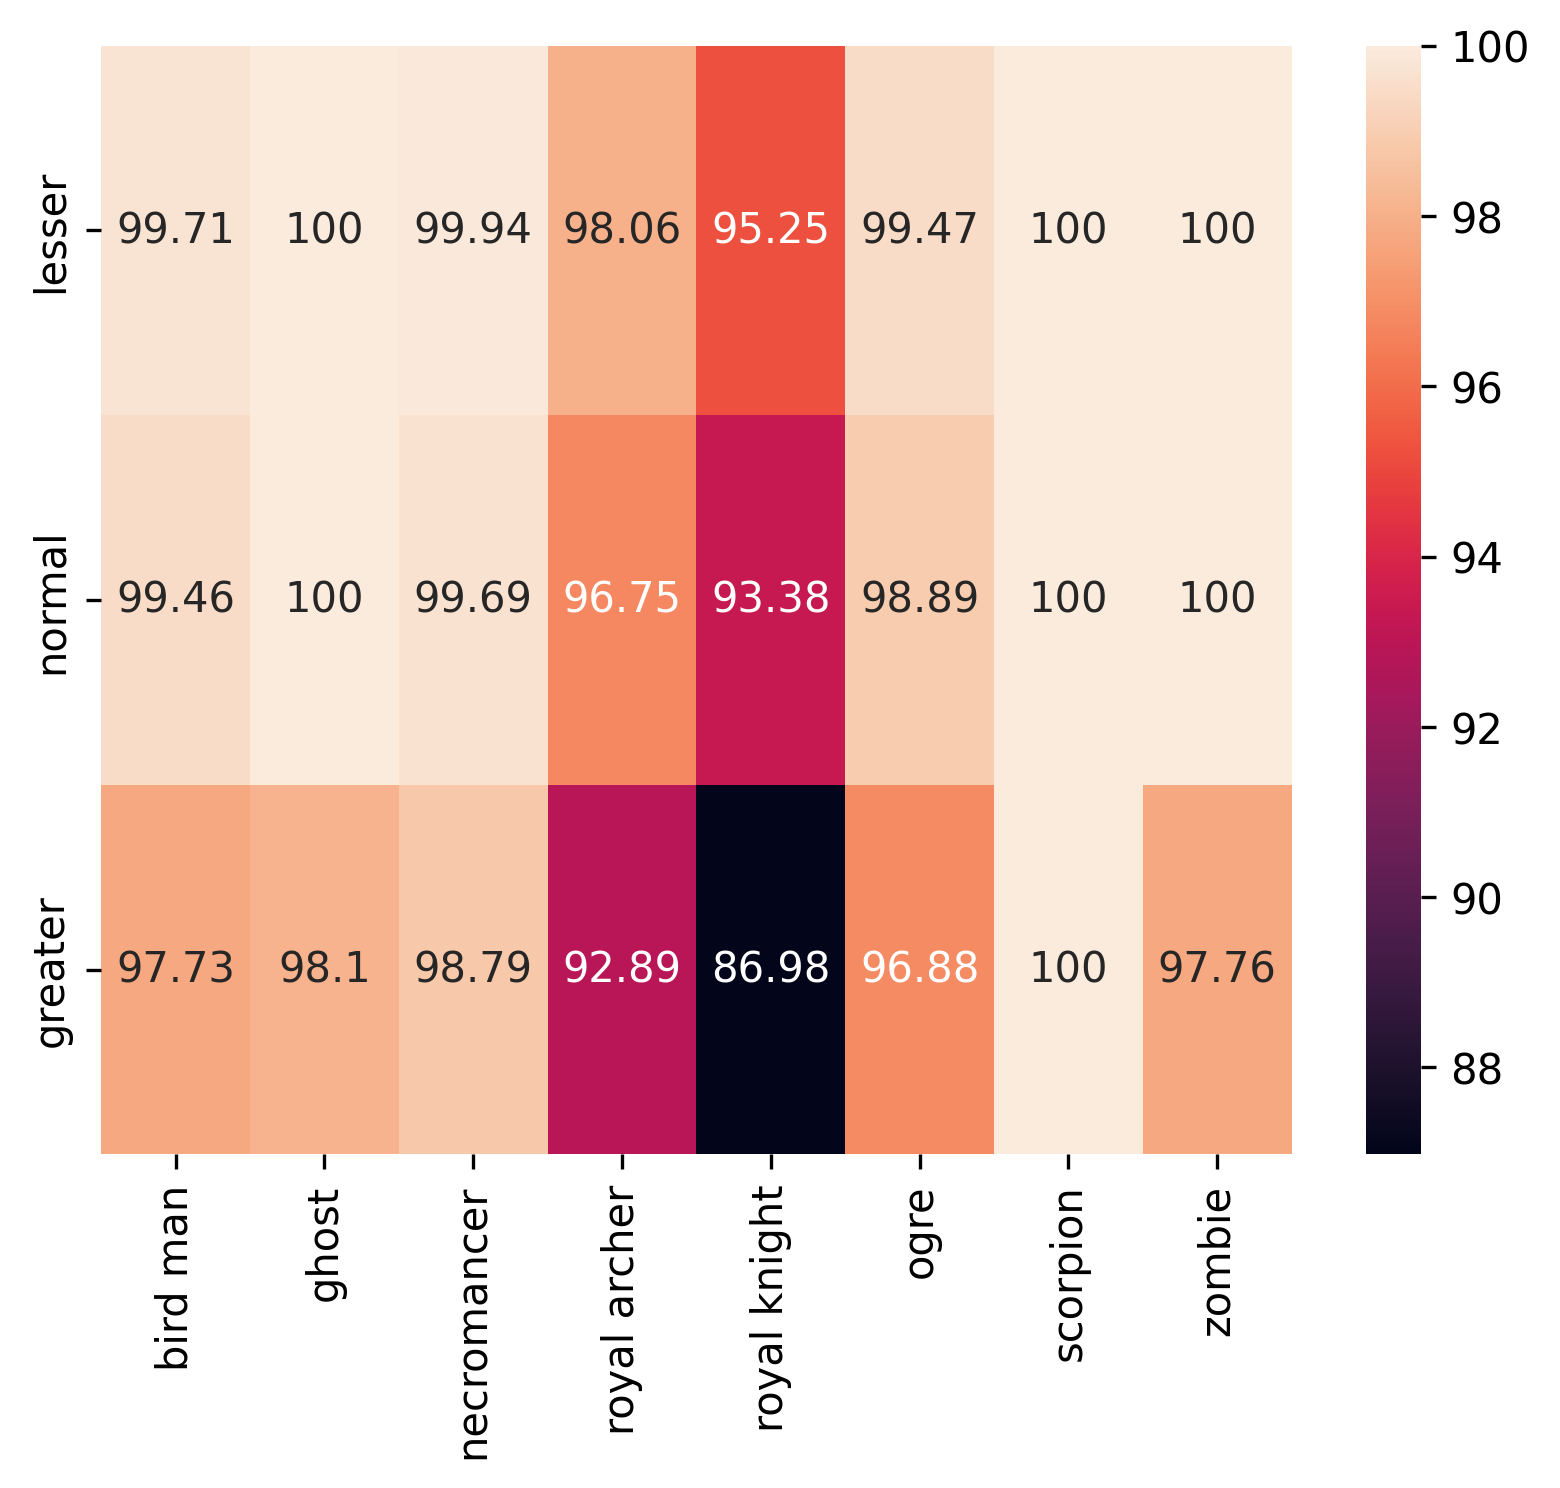 lesser 99.71 100 99.94 98.06 95.25 99.47 100 100
normal 99.46 100 99.69 96.75 93.38 98.89 100 100
greater 97.73 98.1 98.79 92.89 86.98 96.88 100 97.76
bird man ghost necromancer royal archer royal knight ogre scorpion zombie
100
98
96
94
92
90
88